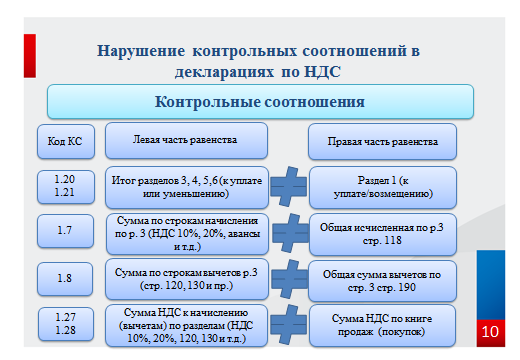 Нарушение контрольных соотношений в
декларациях по НДС
Контрольные соотношения
Код КС
Левая часть равенства
Правая часть равенства
1.20
1.21
Итог разделов 3, 4, 5,6 (к уплате
или уменьшению)
Раздел 1 (к
уплате/возмещению)
1.7
Сумма по строкам начисления
по р. 3 (НДС 10%, 20%, авансы
и т.д.)
Общая исчисленная по р.3
стр. 118
1.8
Сумма по строкам вычетов р.3
(стр. 120, 130 и пр.)
Общая сумма вычетов по
стр. 3 стр. 190
1.27
1.28
Сумма НДС к начислению
(вычетам) по разделам (НДС
10%, 20%, 120, 130 и т.д.)
Сумма НДС по книге
продаж (покупок)
10